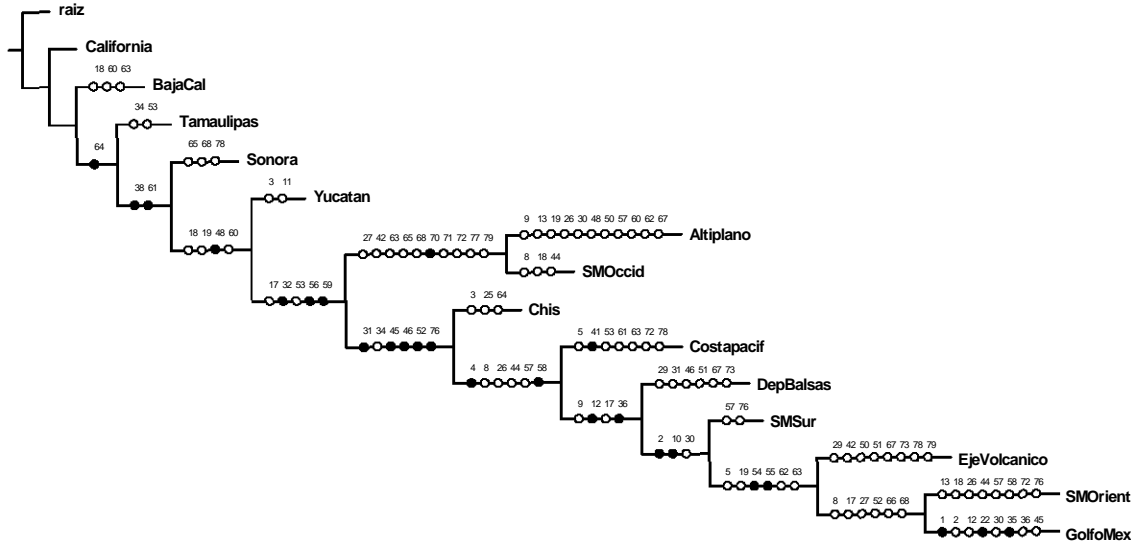 raiz
California
18 60 63
BajaCal
34 53
Tamaulipas
64
65 68 78
Sonora
38 61
3 11
Yucatan
18 19 48 60
9 13 19 26 30 48 50 57 60 62 67
Altiplano
27 42 63 65 68 70 71 72 77 79
8 18 44
SMOccid
17 32 53 56 59
3 25 64
Chis
31 34 45 46 52 76
5 41 53 61 63 72 78
Costapacif
4 8 26 44 57 58
29 31 46 51 67 73
DepBalsas
9 12 17 36
57 76
SMSur
2 10 30
29 42 50 51 67 73 78 79
EjeVolcanico
5 19 54 55 62 63
13 18 26 44 57 58 72 76
SMOrient
8 17 27 52 66 68
1 2 12 22 30 35 36 45
GolfoMex